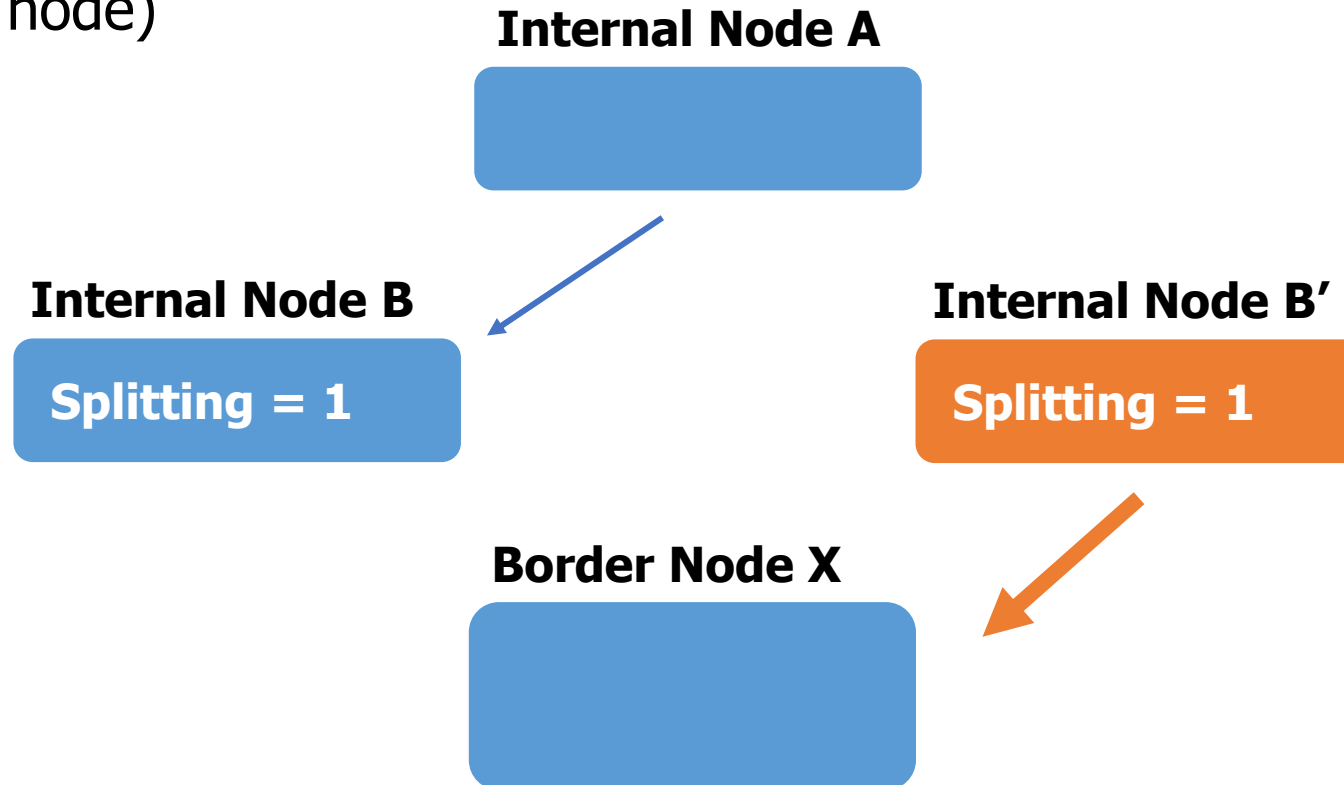 node)
Internal Node A
Internal Node B
Internal Node B’
Splitting = 1
Splitting = 1
Border Node X